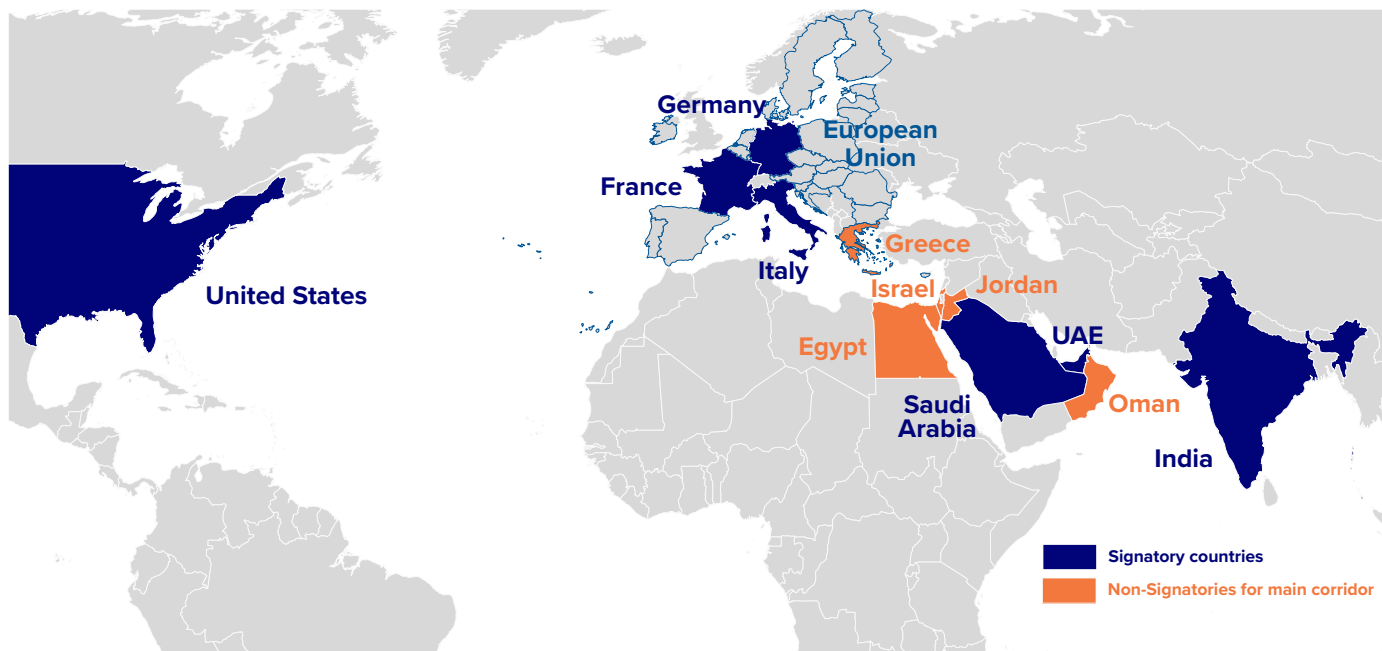 Germany
European
Union
France
Greece
Italy
Israel
Jordan
United States
UAE
Egypt
Saudi
Arabia
Oman
India
Signatory countries
Non-Signatories for main corridor